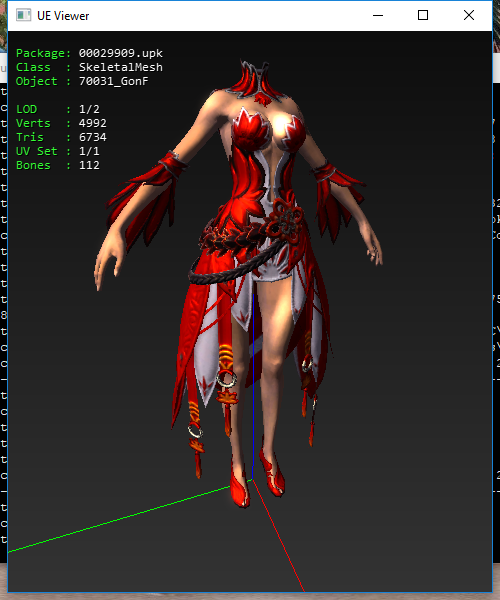 UE Viewer
Package: 00029909.upk
Class : SkeletalMesh
Object : 70031_GonF
LOD : 1/2
Verts : 4992
Tris : 6734
UV Set : 1/1
Bones : 112